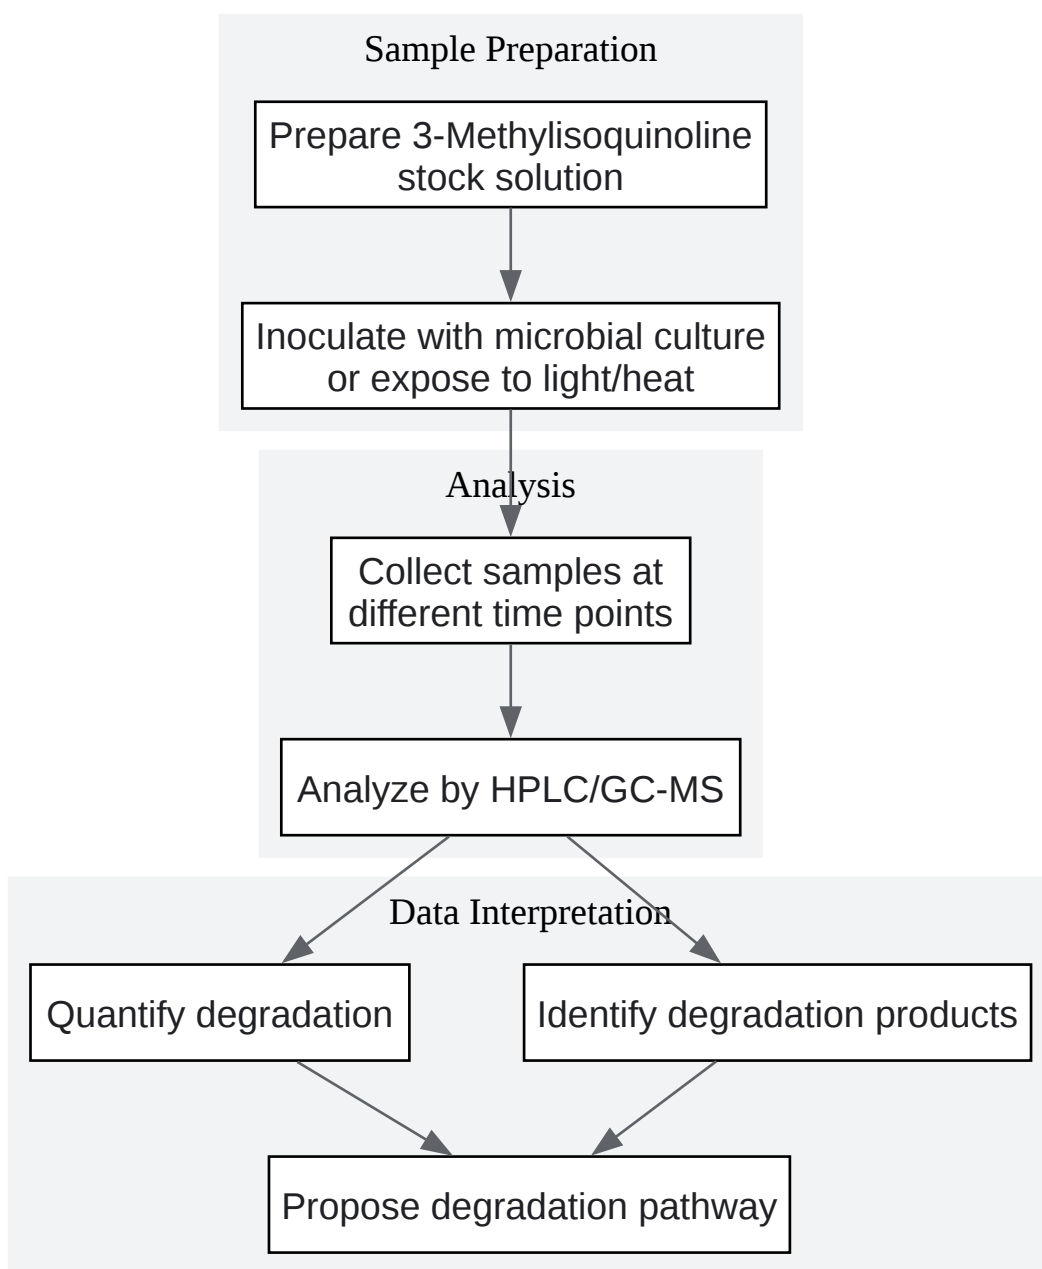 Sample Preparation
Prepare 3-Methylisoquinoline
stock solution
Inoculate with microbial culture
or expose to light/heat
Analysis
Collect samples at
different time points
Analyze by HPLC/GC-MS
Data Interpretation
Quantify degradation
Identify degradation products
Propose degradation pathway